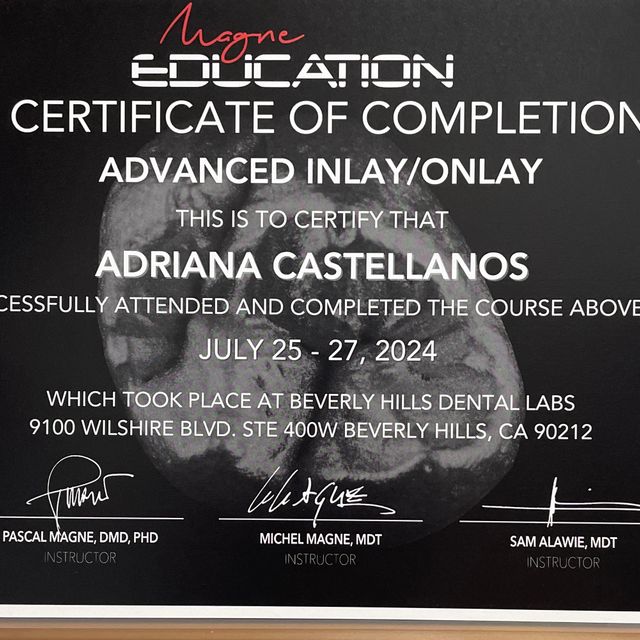 Magne
EDUCATION
CERTIFICATE OF COMPLETION
ADVANCED INLAY/ONLAY
THIS IS TO CERTIFY THAT
ADRIANA CASTELLANOS
CESSFULLY ATTENDED AND COMPLETED THE COURSE ABOVE
JULY 25 - 27, 2024
WHICH TOOK PLACE AT BEVERLY HILLS DENTAL LABS
9100 WILSHIRE BLVD. STE 400W BEVERLY HILLS, CA 90212
PASCAL MAGNE, DMD, PHD
INSTRUCTOR
MICHEL MAGNE, MDT
INSTRUCTOR
SAM ALAWIE, MDT
INSTRUCTOR